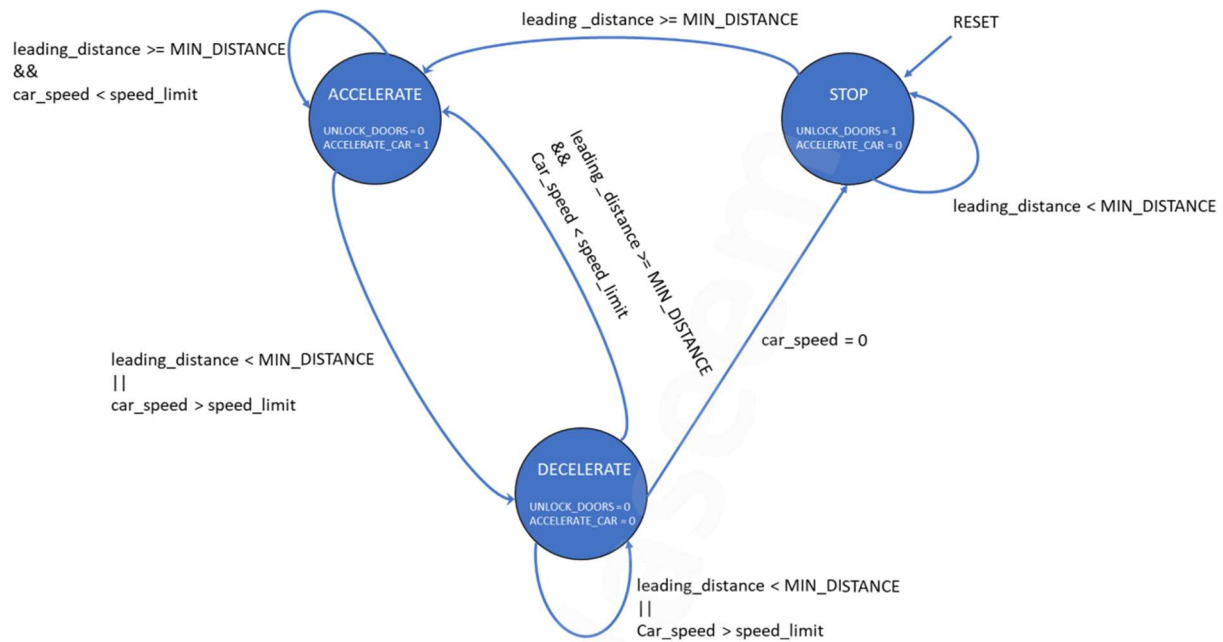 leading _distance >= MIN_DISTANCE
RESET
leading_distance >= MIN_DISTANCE
&&
car_speed < speed_limit
ACCELERATE
UNLOCK_DOORS = 0
ACCELERATE_CAR = 1
STOP
UNLOCK_DOORS = 1
ACCELERATE_CAR = 0
leading_distance < MIN_DISTANCE
leading _distance >= MIN_DISTANCE
&&
Car_speed < speed_limit
car_speed = 0
leading_distance < MIN_DISTANCE
||
car_speed > speed_limit
DECELERATE
UNLOCK_DOORS = 0
ACCELERATE_CAR = 0
leading_distance < MIN_DISTANCE
||
Car_speed > speed_limit